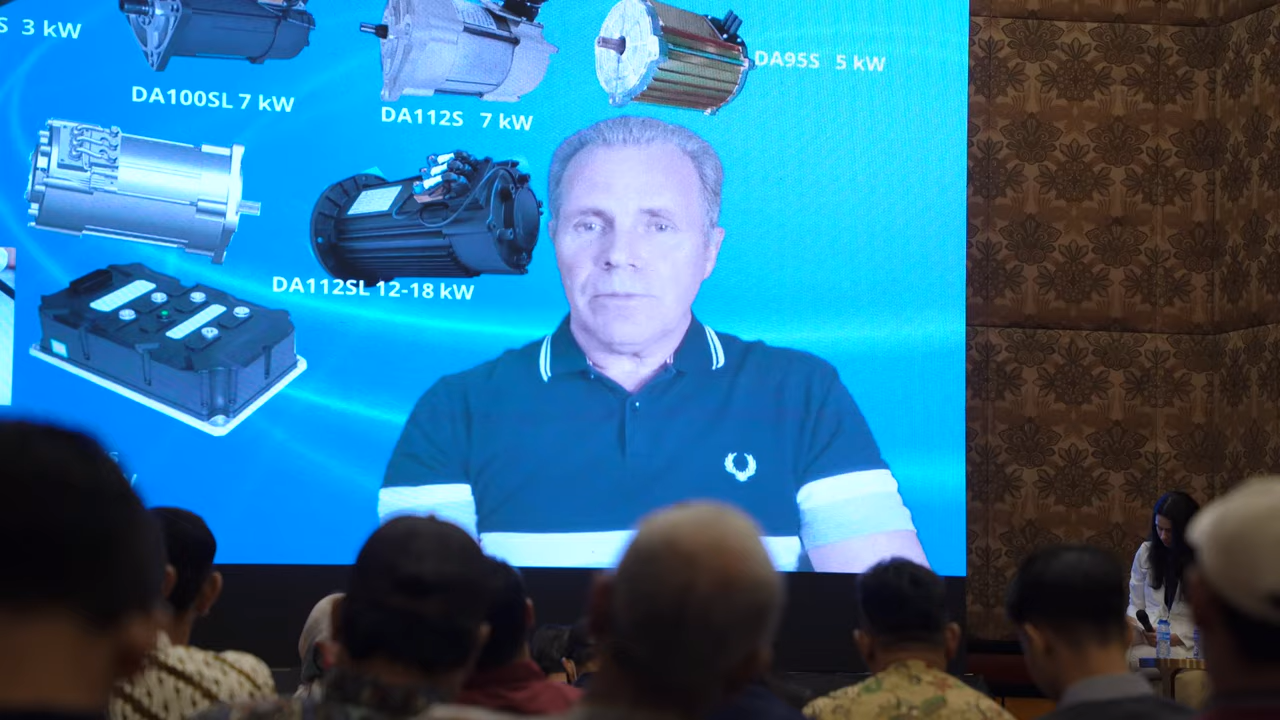 S 3 kW
DA95S 5 kW
DA100SL 7 kW
DA112S 7 kW
DA112SL 12-18 kW